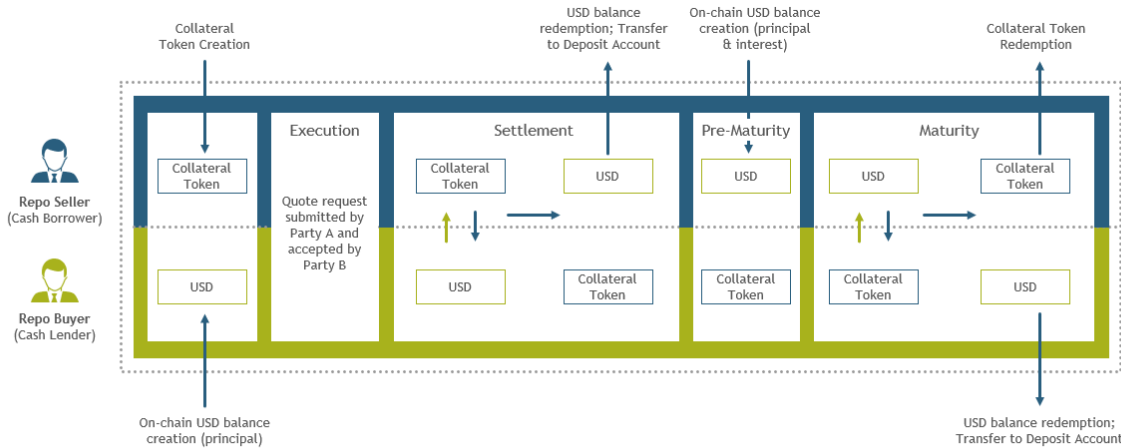 Collateral
Token Creation
USD balance
redemption; Transfer
to Deposit Account
On-chain USD balance
creation (principal
& interest)
Collateral Token
Redemption
Execution
Settlement
Pre-Maturity
Maturity
Repo Seller
(Cash Borrower)
Collateral
Token
Quote request
submitted by
Party A and
accepted by
Party B
Collateral
Token
USD
USD
USD
Collateral
Token
Repo Buyer
(Cash Lender)
USD
USD
Collateral
Token
Collateral
Token
Collateral
Token
USD
On-chain USD balance
creation (principal)
USD balance redemption;
Transfer to Deposit Account